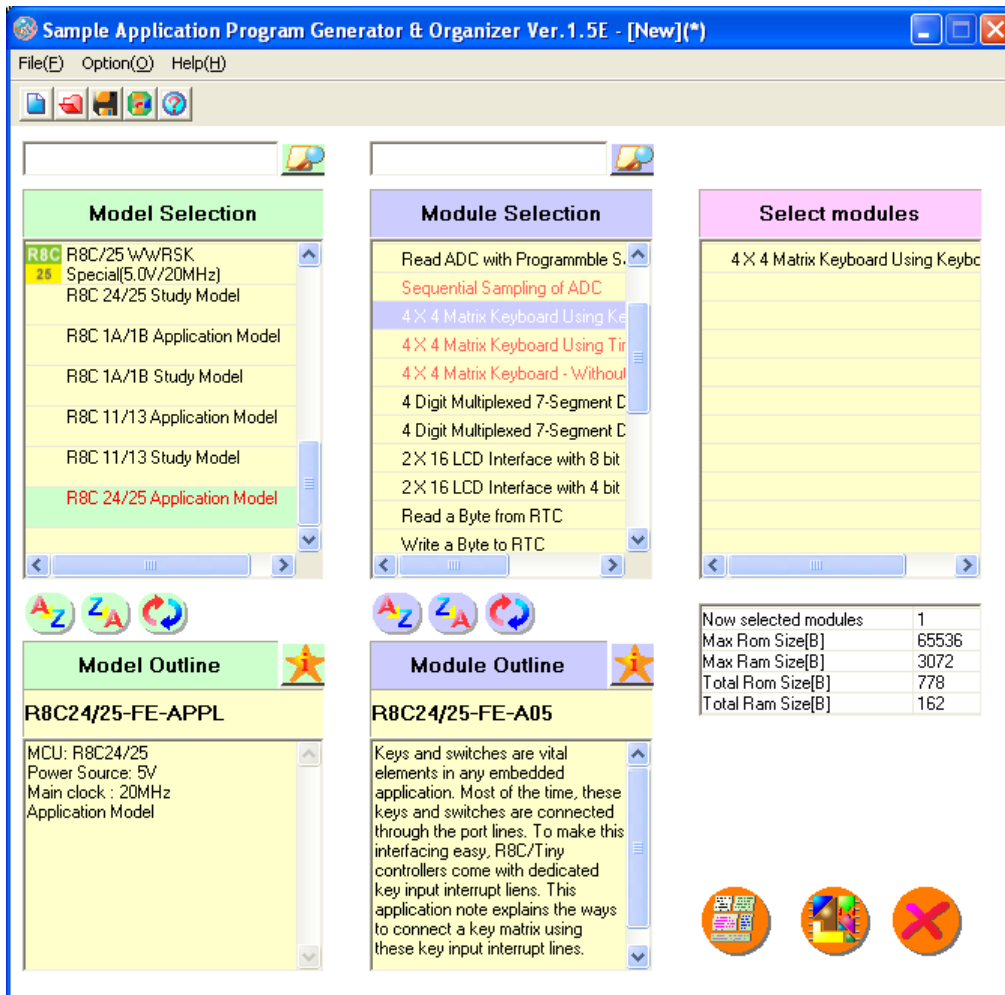 Sample Application Program Generator & Organizer Ver.1.5E - [New](*)
File(F) Option(O) Help(H)
Model Selection
R8C R8C/25 WWRSK
25 Special(5.0V/20MHz)
R8C 24/25 Study Model
R8C 1A/1B Application Model
R8C 1A/1B Study Model
R8C 11/13 Application Model
R8C 11/13 Study Model
R8C 24/25 Application Model
Module Selection
Read ADC with Programmble S
Sequential Sampling of ADC
4 X 4 Matrix Keyboard Using Ke
4 X 4 Matrix Keyboard Using Tir
4 X 4 Matrix Keyboard - Without
4 Digit Multiplexed 7-Segment D
4 Digit Multiplexed 7-Segment D
2 X 16 LCD Interface with 8 bit
2 X 16 LCD Interface with 4 bit
Read a Byte from RTC
Write a Byte to RTC
Select modules
4 X 4 Matrix Keyboard Using Keybc
A Z
Z A
A Z
Z A
Now selected modules 1
Max Rom Size[B] 65536
Max Ram Size[B] 3072
Total Rom Size[B] 778
Total Ram Size[B] 162
Model Outline
i
R8C24/25-FE-APPL
MCU: R8C24/25
Power Source: 5V
Main clock : 20MHz
Application Model
Module Outline
i
R8C24/25-FE-A05
Keys and switches are vital
elements in any embedded
application. Most of the time, these
keys and switches are connected
through the port lines. To make this
interfacing easy, R8C/Tiny
controllers come with dedicated
key input interrupt liens. This
application note explains the ways
to connect a key matrix using
these key input interrupt lines.